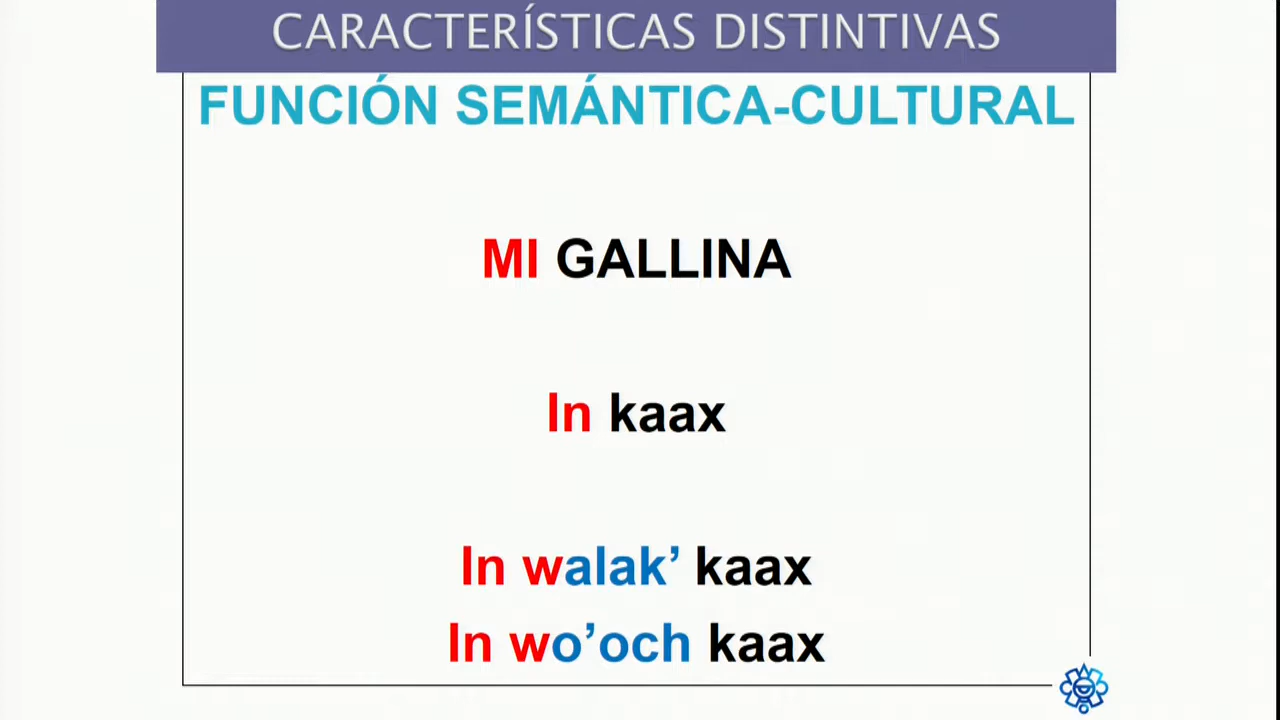 CARACTERÍSTICAS DISTINTIVAS
FUNCIÓN SEMÁNTICA-CULTURAL
MI GALLINA
In kaax
In walak’ kaax
In wo’och kaax